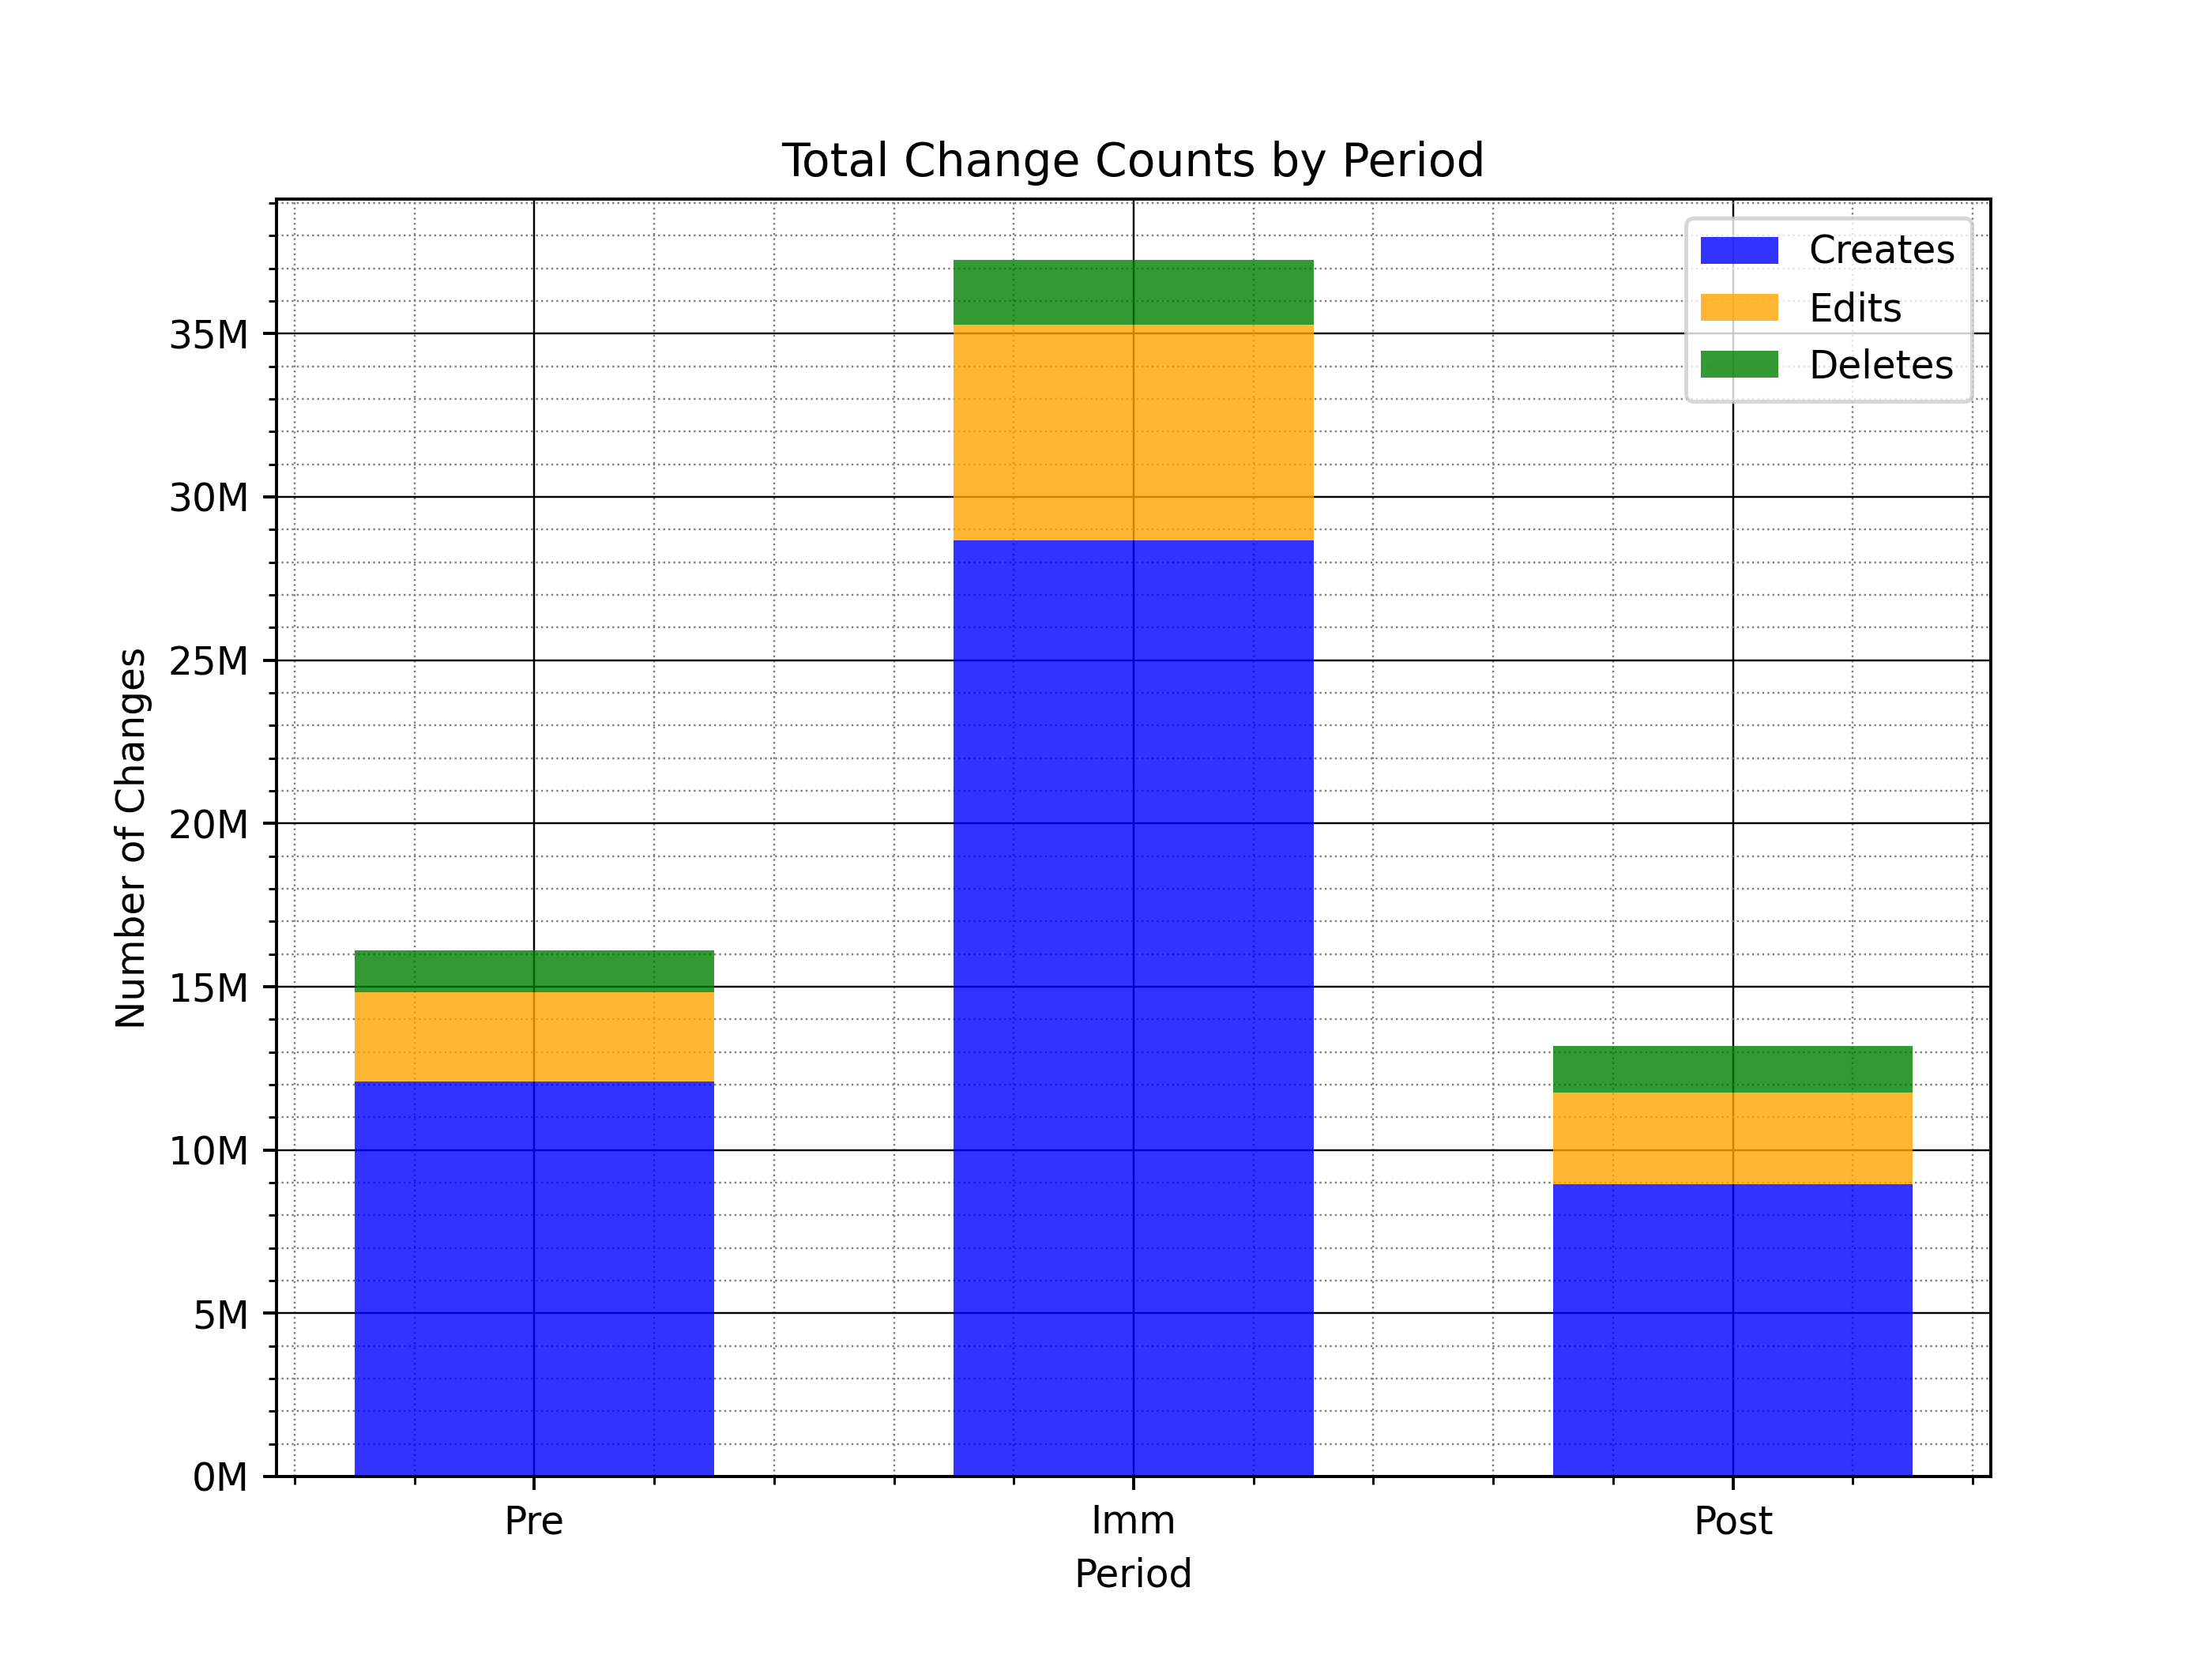 Total Change Counts by Period
Creates
Edits
Deletes
Number of Changes
35M
30M
25M
20M
15M
10M
5M
0M
Pre
Imm
Post
Period